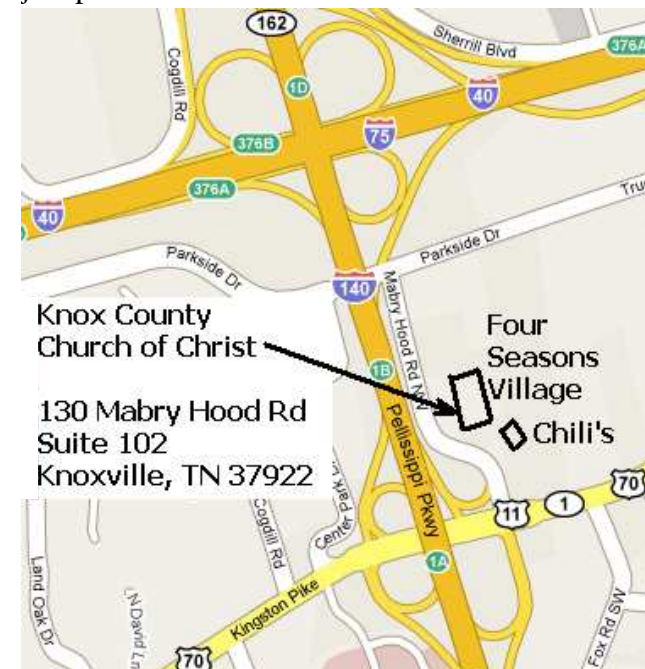 162
Sherrill Blvd
376A
Cogdill Rd
1D
40
75
376B
376A
40
Parkside Dr
Parkside Dr
140
Mabry Hood Rd NW
Knox County
Church of Christ
130 Mabry Hood Rd
Suite 102
Knoxville, TN 37922
Four
Seasons
Village
Chili's
1B
Pellissippi Pkwy
70
1
11
Center Park
Cogdill Rd
1A
Land Oak Dr
N David Ln
Kingston Pike
70
Fox Rd SW